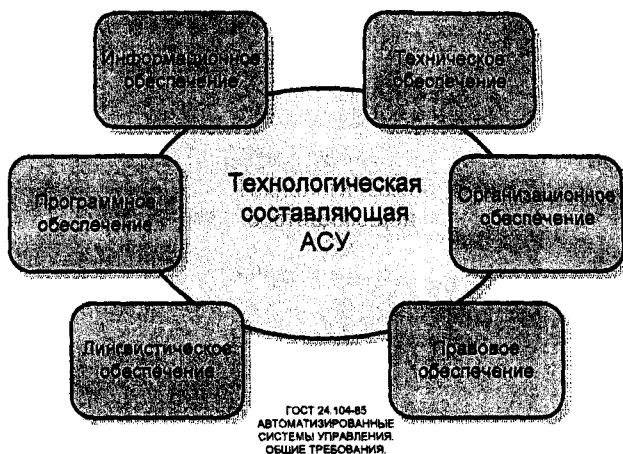 Информационное
обеспечение
Техническое
обеспечение
Технологическая
составляющая
АСУ
Программное
обеспечение
Организационное
обеспечение
Лингвистическое
обеспечение
Правовое
обеспечение
ГОСТ 24.104-85
АВТОМАТИЗИРОВАННЫЕ
СИСТЕМЫ УПРАВЛЕНИЯ.
ОБЩИЕ ТРЕБОВАНИЯ.